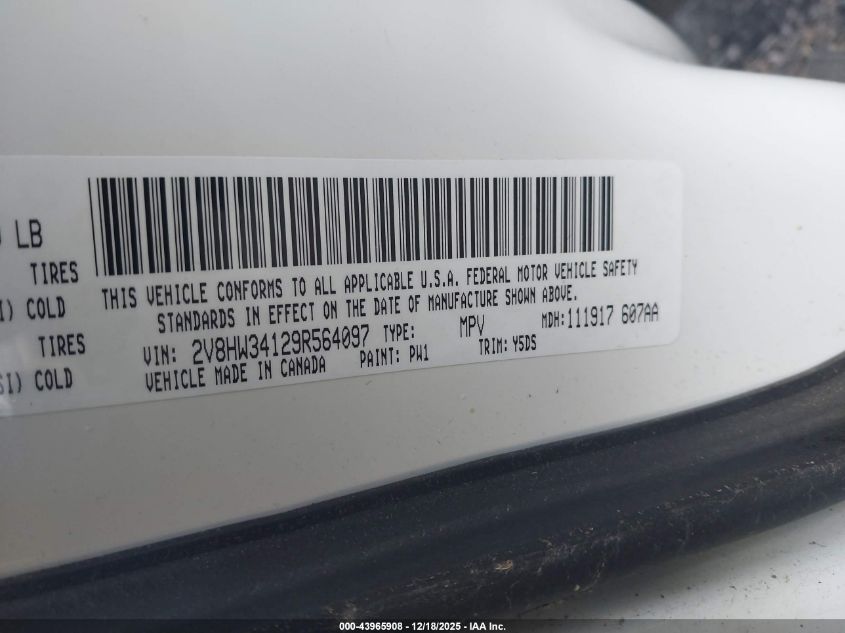 LB
TIRES
COLD
TIRES
COLD
THIS VEHICLE CONFORMS TO ALL APPLICABLE U.S.A. FEDERAL MOTOR VEHICLE SAFETY
STANDARDS IN EFFECT ON THE DATE OF MANUFACTURE SHOWN ABOVE.
VIN: 2V8HW34129R564097 TYPE: MPV MDH: 111917 607AA
VEHICLE MADE IN CANADA PAINT: PW1 TRIM: Y5DS
000-43965908 - 12/18/2025 - IAA Inc.